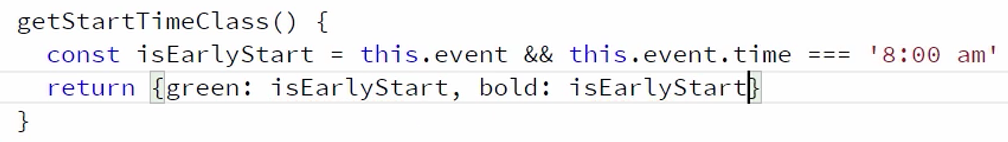 getStartTimeClass() {
const isEarlyStart = this.event && this.event.time === '8:00 am'
return {green: isEarlyStart, bold: isEarlyStart}
}